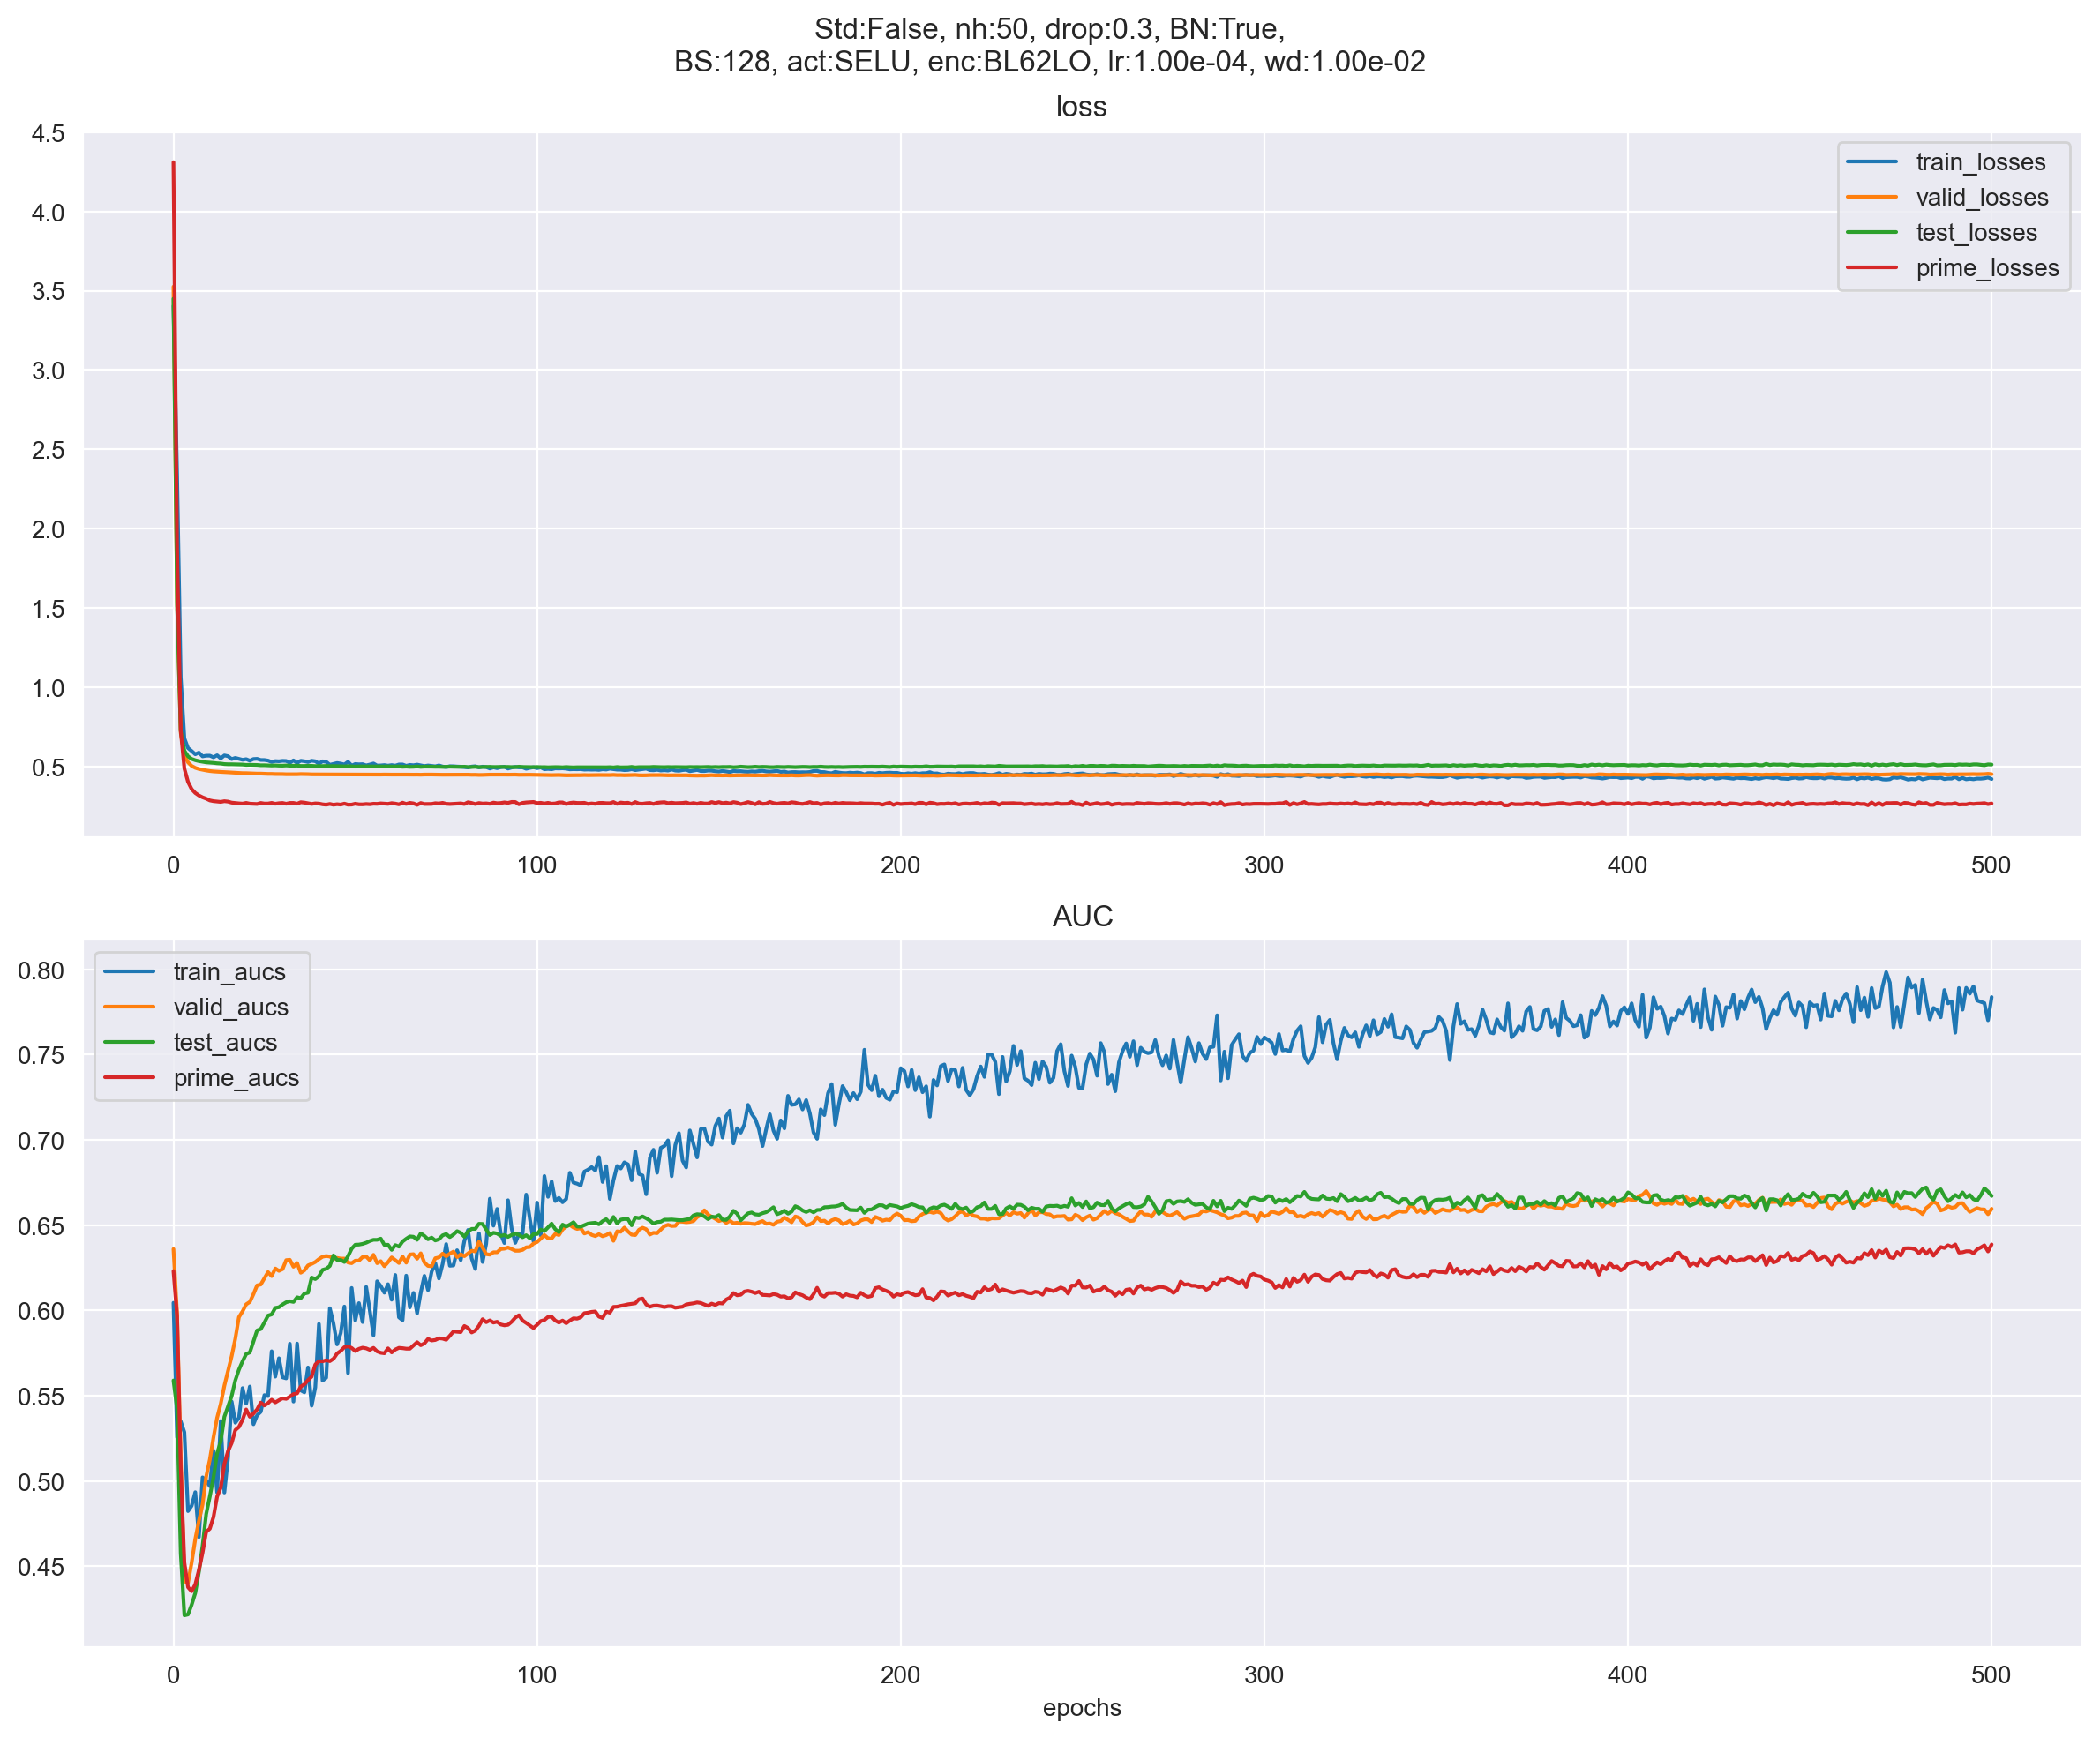 Std:False, nh:50, drop:0.3, BN:True,
BS:128, act:SELU, enc:BL62LO, lr:1.00e-04, wd:1.00e-02
loss
4.5
4.0
3.5
3.0
2.5
2.0
1.5
1.0
0.5
train_losses
valid_losses
test_losses
prime_losses
0 100 200 300 400 500
AUC
0.80
0.75
0.70
0.65
0.60
0.55
0.50
0.45
train_aucs
valid_aucs
test_aucs
prime_aucs
0 100 200 300 400 500
epochs